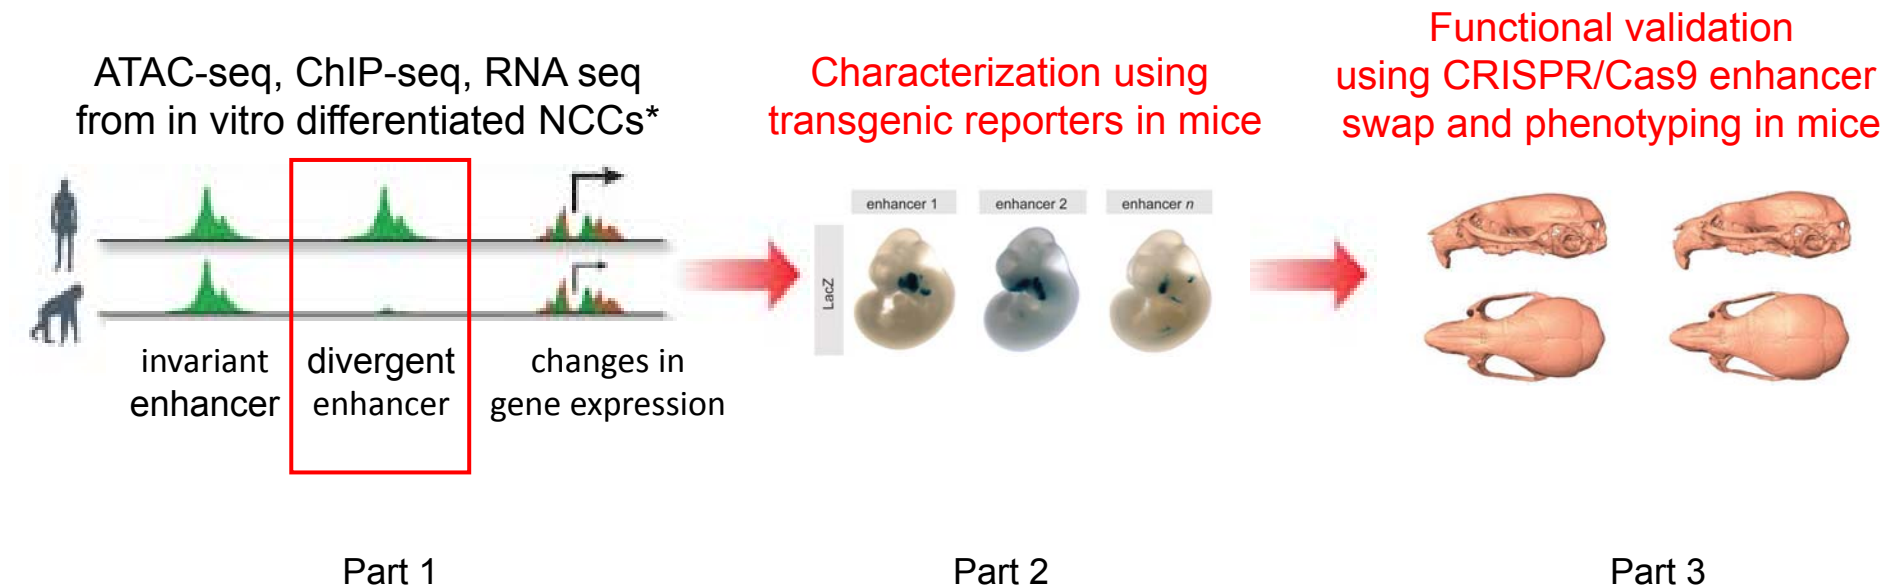 ATAC-seq, ChIP-seq, RNA seq
from in vitro differentiated NCCs*
invariant
enhancer
divergent
enhancer
changes in
gene expression
Part 1
Characterization using
transgenic reporters in mice
enhancer 1
enhancer 2
enhancer n
LacZ
Part 2
Functional validation
using CRISPR/Cas9 enhancer
swap and phenotyping in mice
Part 3